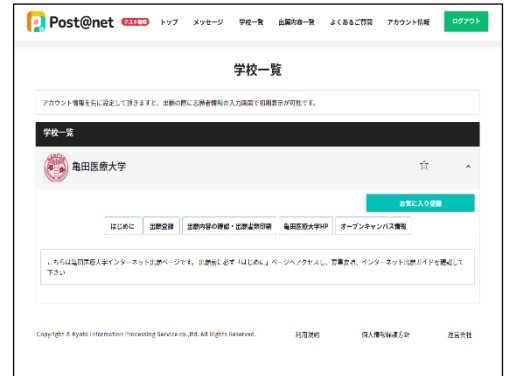 Post@net テスト環境 トップ メッセージ 学校一覧 出願内容一覧 よくあるご質問 アカウント情報 ログアウト
学校一覧
アカウント情報を先に設定して頂きますと、出願の際に志願者情報の入力画面で初期表示が可能です。
学校一覧
亀田医療大学
お気に入り登録
はじめに 出願登録 出願内容の確認・出願書類印刷 亀田医療大学HP オープンキャンパス情報
こちらは亀田医療大学インターネット出願ページです。出願前に必ず「はじめに」ページへアクセスし、募集要項、インターネット出願ガイドを確認して
下さい
Copyright © Kyoto Information Processing Service co.,ltd. All Rights Reserved. 利用規約 個人情報保護方針 運営会社